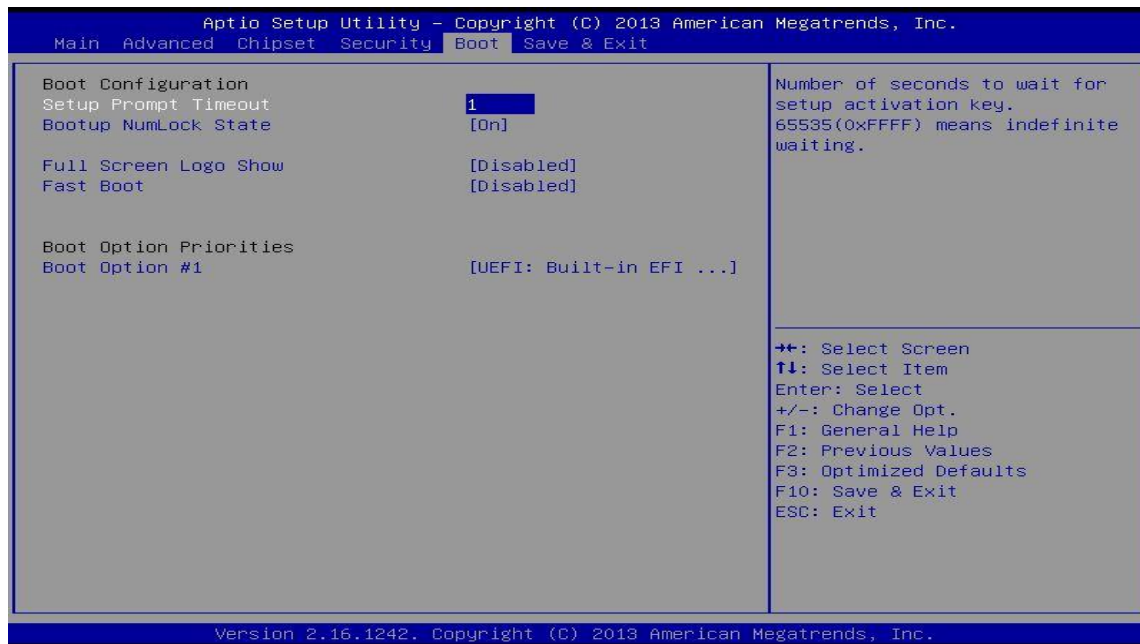 Aptio Setup Utility – Copyright (C) 2013 American Megatrends, Inc.
Main Advanced Chipset Security Boot Save & Exit
Boot Configuration
Setup Prompt Timeout 1
Bootup NumLock State [On]
Full Screen Logo Show [Disabled]
Fast Boot [Disabled]
Boot Option Priorities
Boot Option #1 [UEFI: Built-in EFI ...]
Number of seconds to wait for
setup activation key.
65535(0xFFFF) means indefinite
waiting.
→←: Select Screen
↑↓: Select Item
Enter: Select
+/-: Change Opt.
F1: General Help
F2: Previous Values
F3: Optimized Defaults
F10: Save & Exit
ESC: Exit
Version 2.16.1242. Copyright (C) 2013 American Megatrends, Inc.